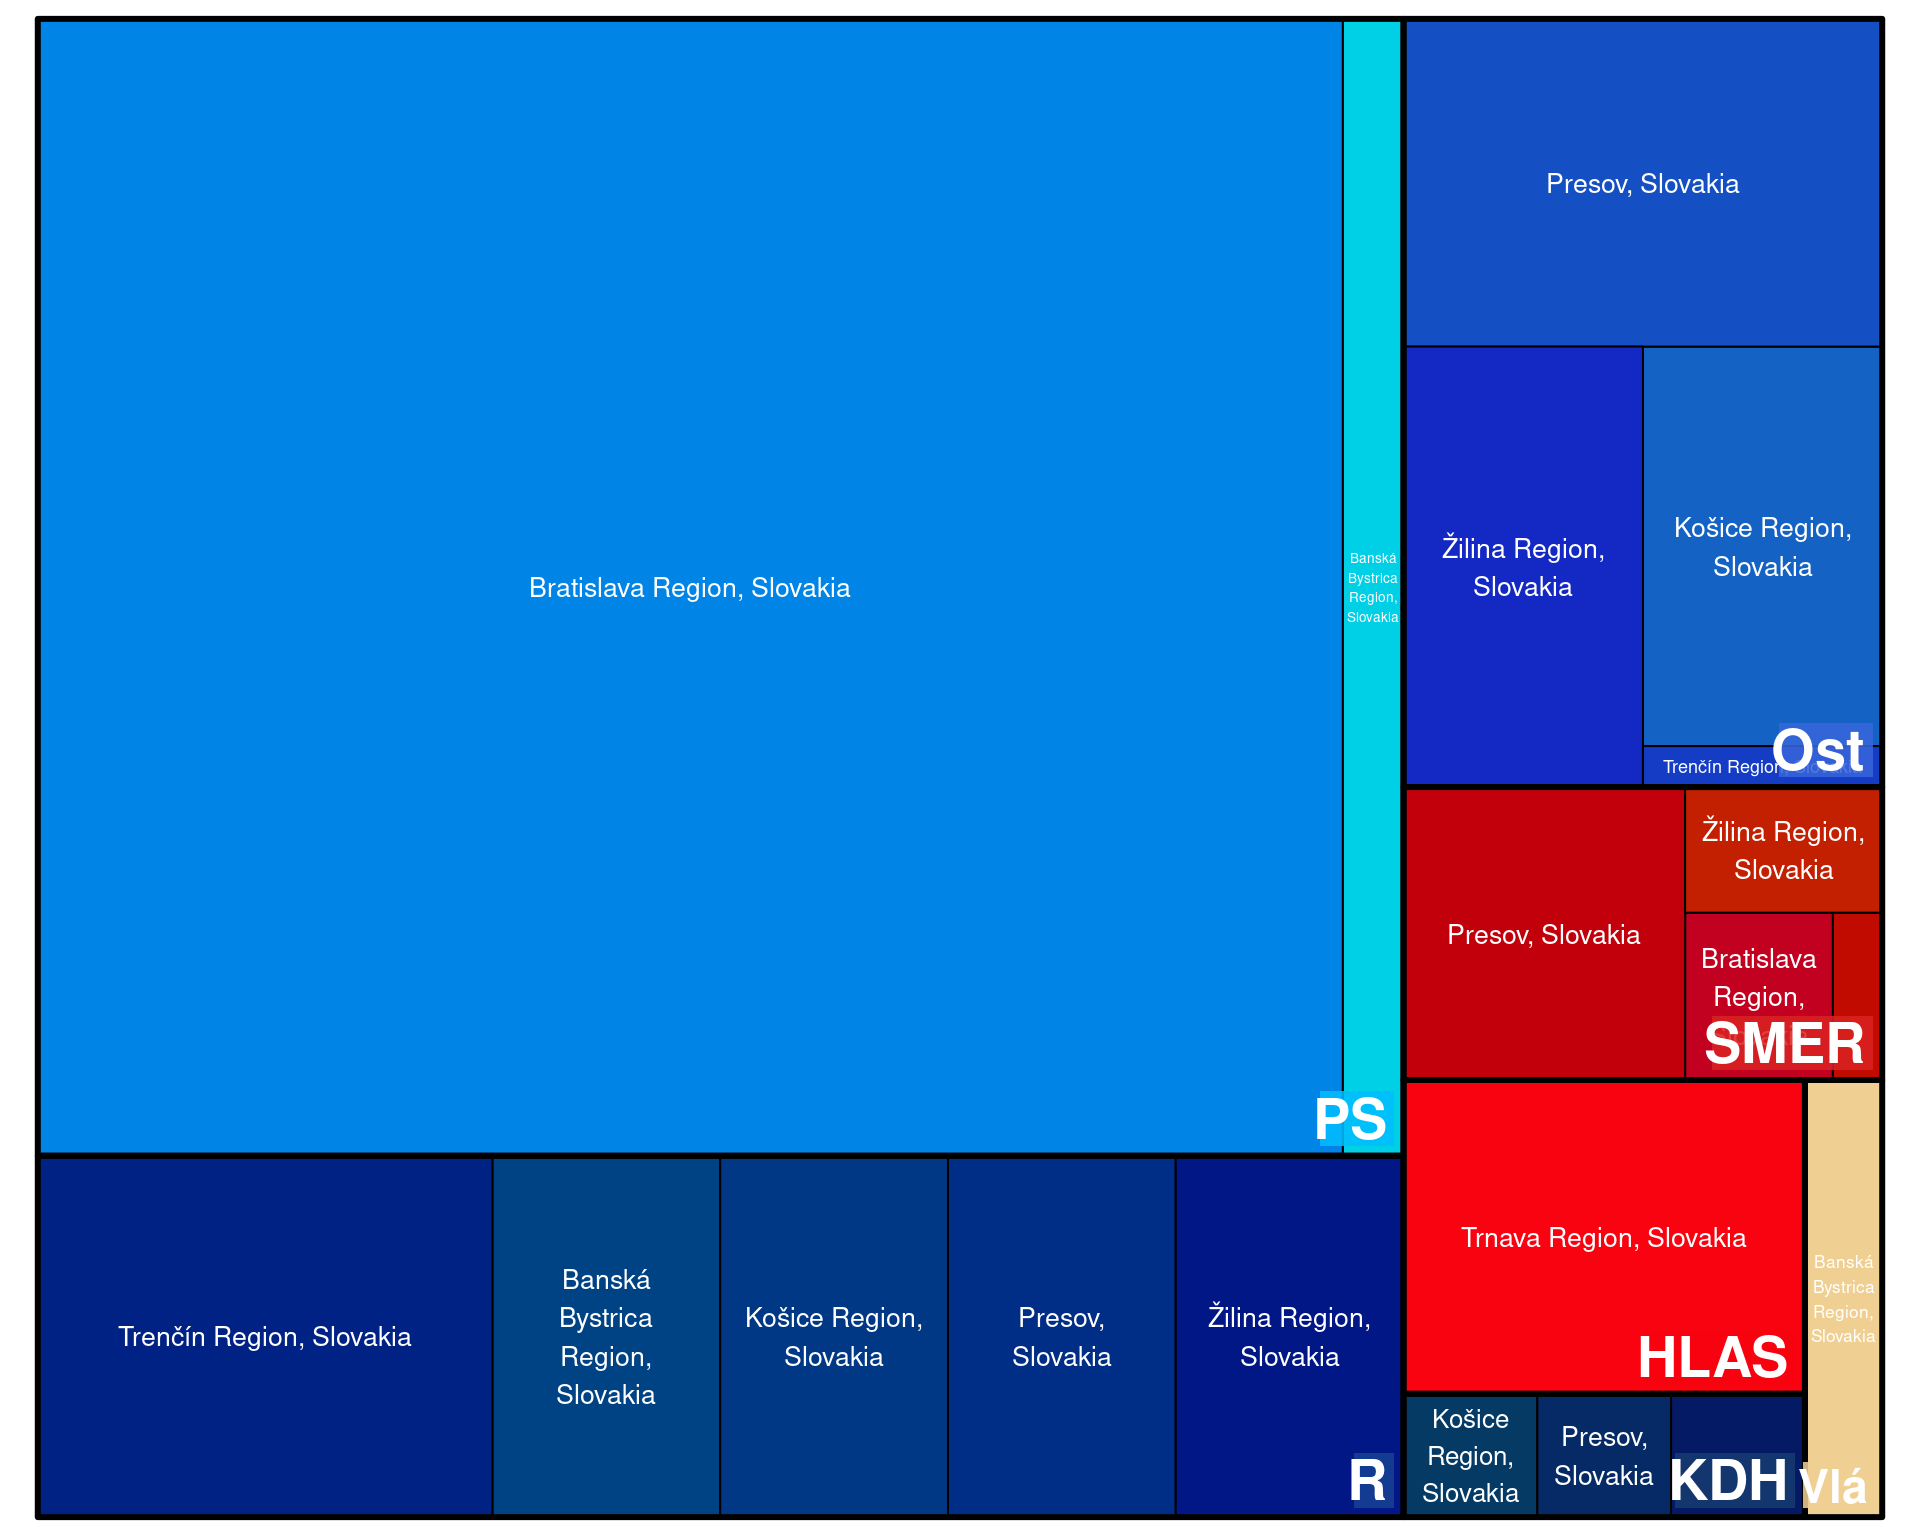 Bratislava Region, Slovakia
Banská
Bystrica
Region,
Slovakia
PS
Presov, Slovakia
Žilina Region,
Slovakia
Košice Region,
Slovakia
Trenčín Region,
Ost
Presov, Slovakia
Žilina Region,
Slovakia
Bratislava
Region,
SMER
Trnava Region, Slovakia
HLAS
Banská
Bystrica
Region,
Slovakia
Vlá
Trenčín Region, Slovakia
Banská
Bystrica
Region,
Slovakia
Košice Region,
Slovakia
Presov,
Slovakia
Žilina Region,
Slovakia
R
Košice
Region,
Slovakia
Presov,
Slovakia
KDH